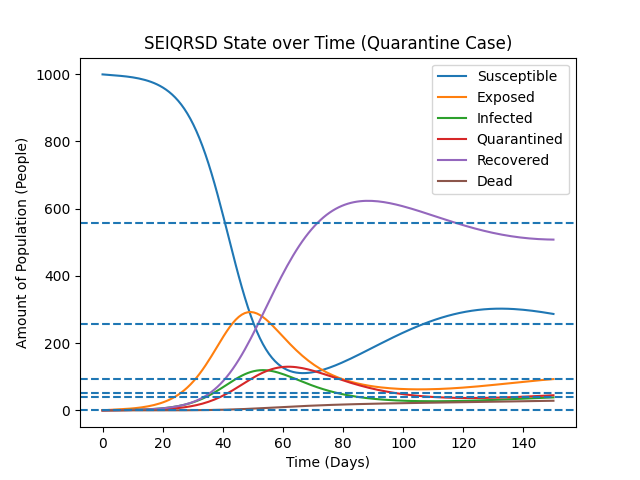 SEIQRSD State over Time (Quarantine Case)
Amount of Population (People)
1000
800
600
400
200
0
Susceptible
Exposed
Infected
Quarantined
Recovered
Dead
0 20 40 60 80 100 120 140
Time (Days)